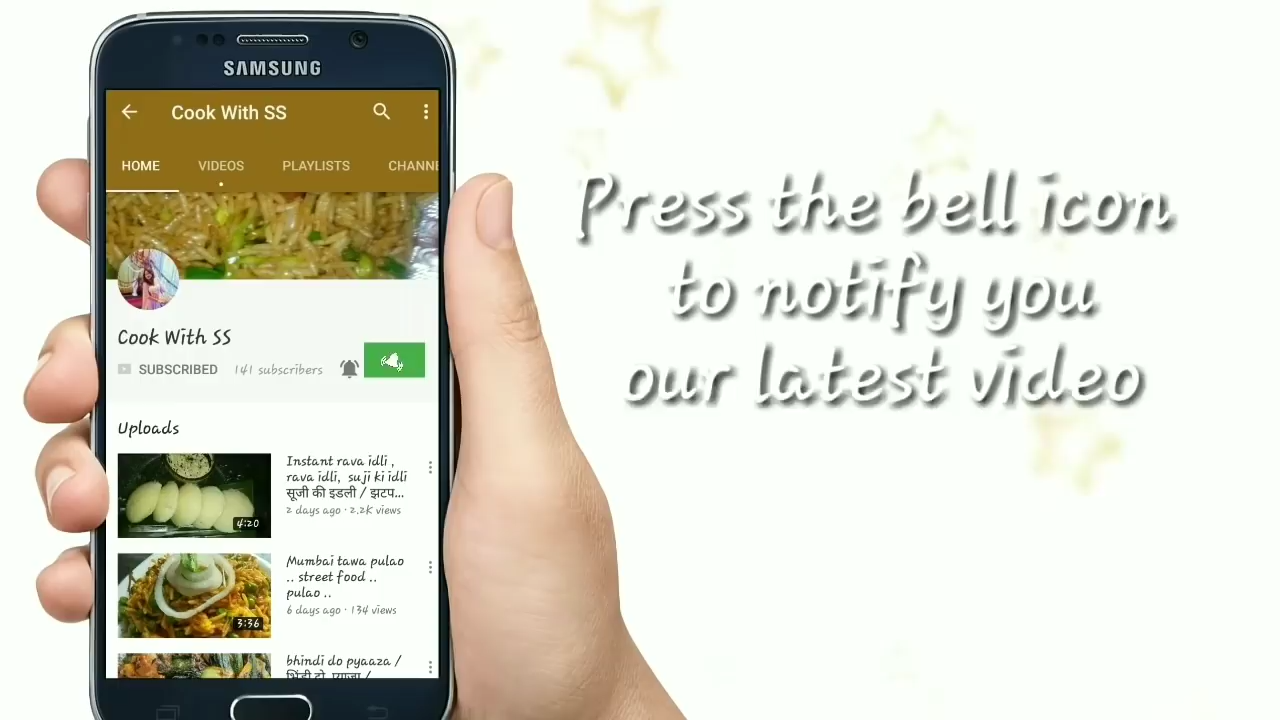 SAMSUNG
Cook With SS
HOME VIDEOS PLAYLISTS CHANNE
Cook With SS
SUBSCRIBED 141 subscribers
Uploads
Instant rava idli ,
rava idli, suji ki idli
सूजी की इडली / झटप...
2 days ago · 2.2K views
4:20
Mumbai tawa pulao
.. street food ..
pulao ..
6 days ago · 134 views
3:36
bhindi do pyaaza /
भिंडी दो
Press the bell icon
to notify you
our latest video